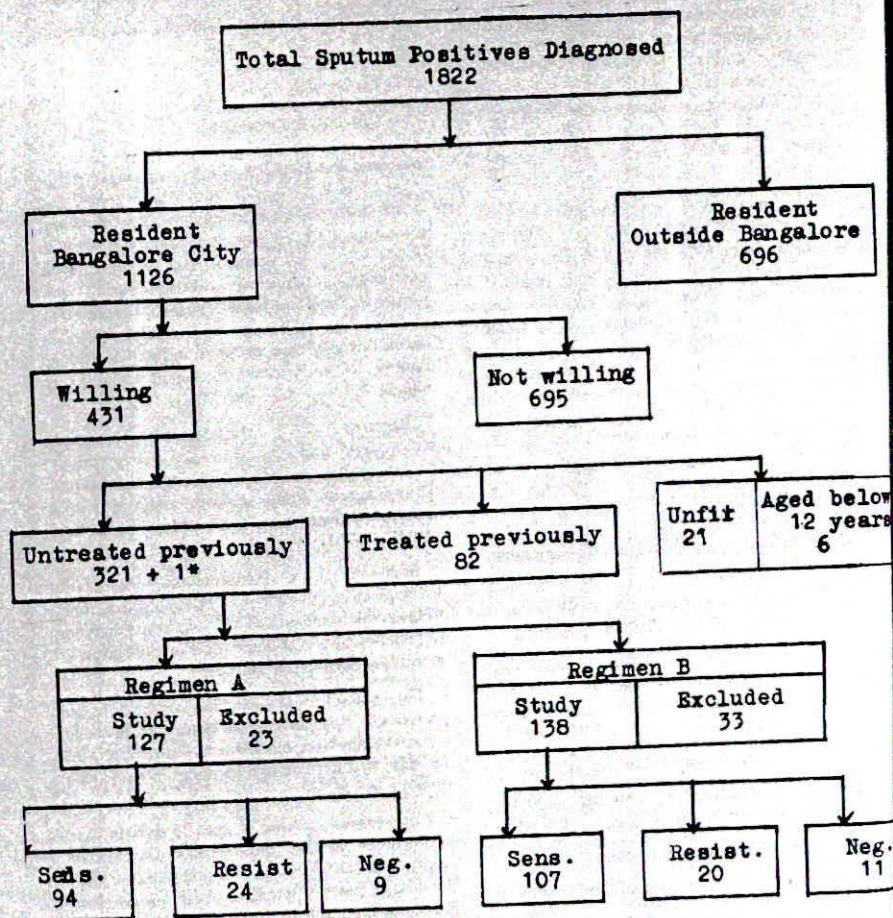 Total Sputum Positives Diagnosed
1822
Resident
Bangalore City
1126
Resident
Outside Bangalore
696
Willing
431
Not willing
695
Untreated previously
321 + 1*
Treated previously
82
Unfit
21
Aged below
12 years
6
Regimen A
Study
127
Excluded
23
Regimen B
Study
138
Excluded
33
Sens.
94
Resist
24
Neg.
9
Sens.
107
Resist.
20
Neg.
11